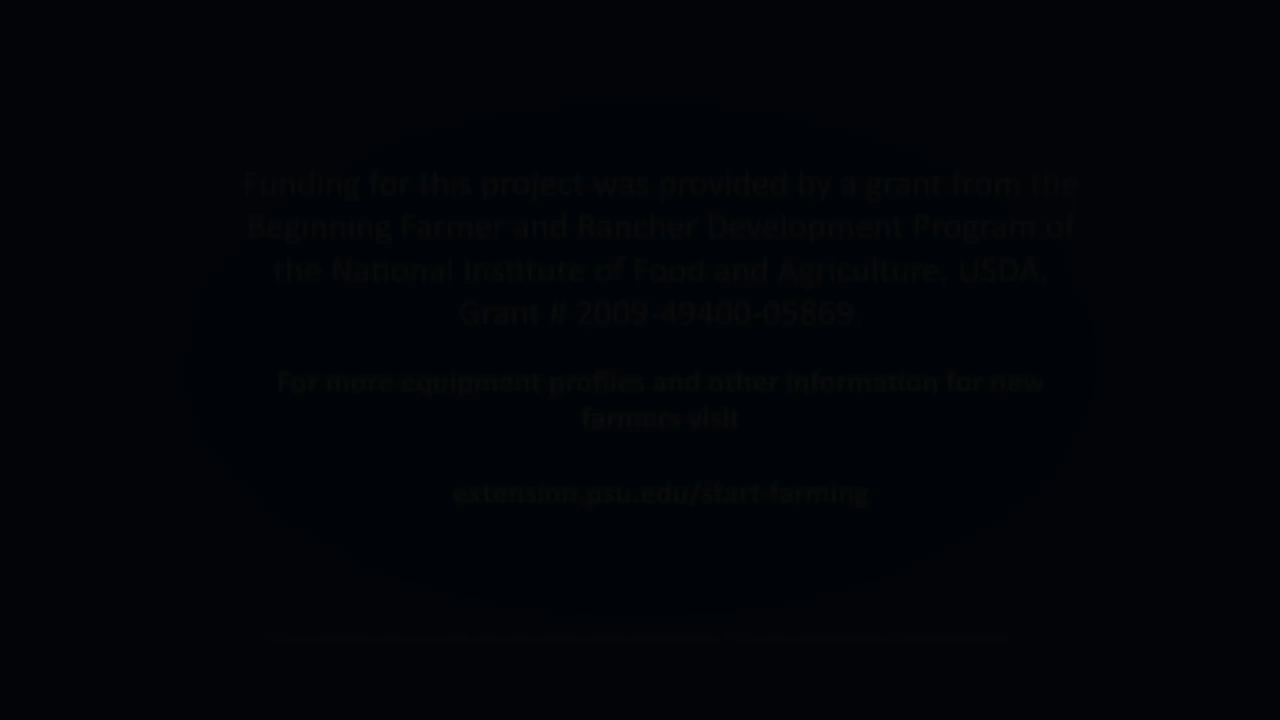 Funding for this project was provided by a grant from the
Beginning Farmer and Rancher Development Program of
the National Institute of Food and Agriculture, USDA,
Grant # 2009-49400-05869.
For more equipment profiles and other information for new
farmers visit
extension.psu.edu/start-farming